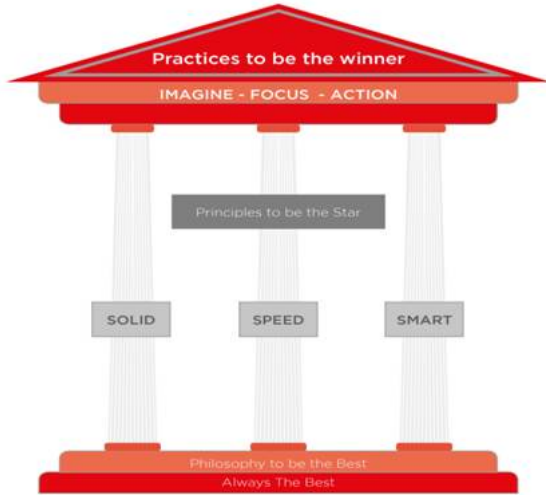 Practices to be the winner
IMAGINE - FOCUS - ACTION
Principles to be the Star
SOLID
SPEED
SMART
Philosophy to be the Best
Always The Best